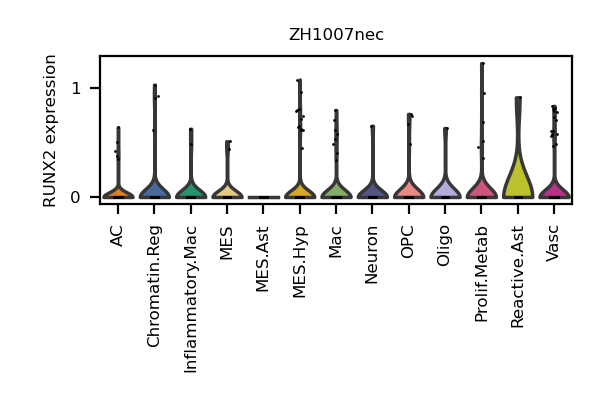 ZH1007nec
RUNX2 expression
1
0
AC
Chromatin.Reg
Inflammatory.Mac
MES
MES.Ast
MES.Hyp
Mac
Neuron
OPC
Oligo
Prolif.Metab
Reactive.Ast
Vasc